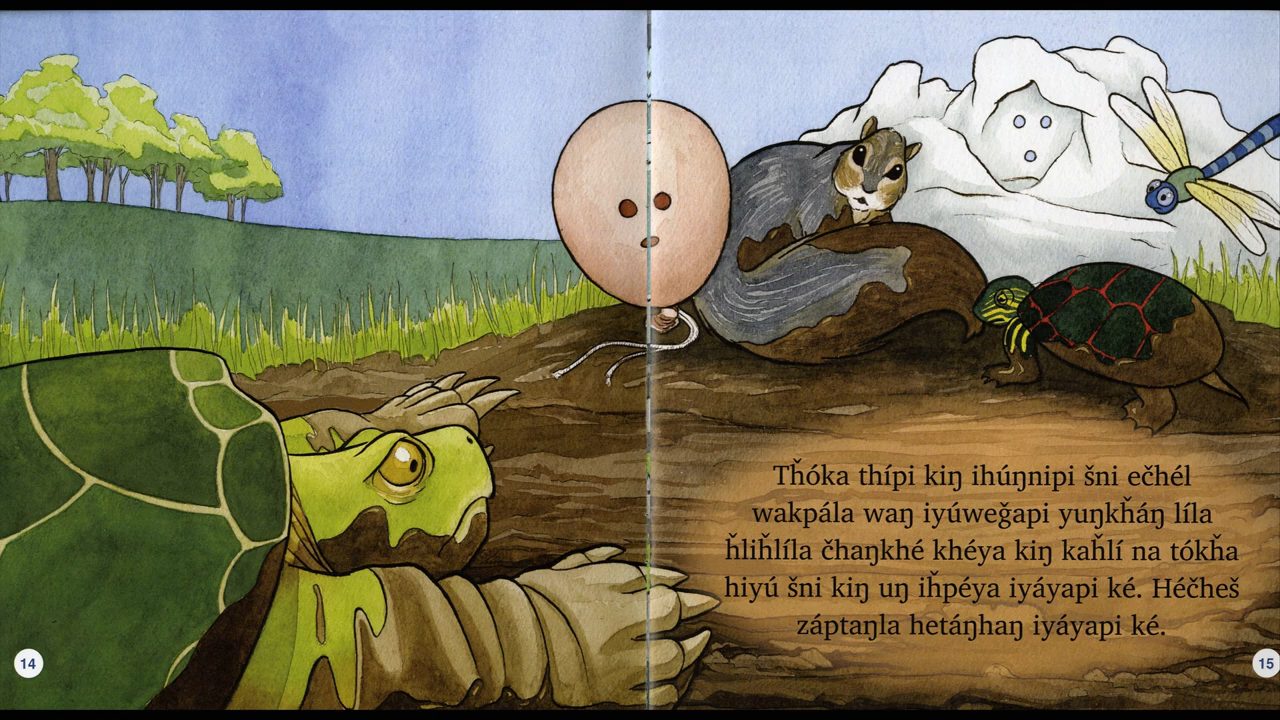 Tȟóka thípi kiŋ ihúŋnipi šni ečhél
wakpála waŋ iyúweǧapi yuŋkȟáŋ líla
ȟliȟlíla čhaŋkhé khéya kiŋ kaȟlí na tókȟa
hiyú šni kiŋ uŋ iȟpéya iyáyapi ké. Héčheš
záptaŋla hetáŋhaŋ iyáyapi ké.
14
15